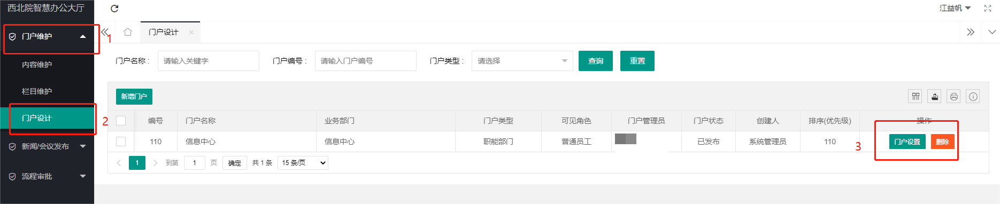 西北院智慧办公大厅
江益帆
门户维护
1
门户设计
内容维护
栏目维护
门户设计
2
新闻/会议发布
流程审批
门户名称 : 请输入关键字 门户编号 : 请输入门户编号 门户类型 : 请选择 查询 重置
新增门户
编号 门户名称 业务部门 门户类型 可见角色 门户管理员 门户状态 创建人 排序(优先级) 操作
110 信息中心 信息中心 职能部门 普通员工 已发布 系统管理员 110 3 门户设置 删除
1 到第 1 页 确定 共 1 条 15 条/页